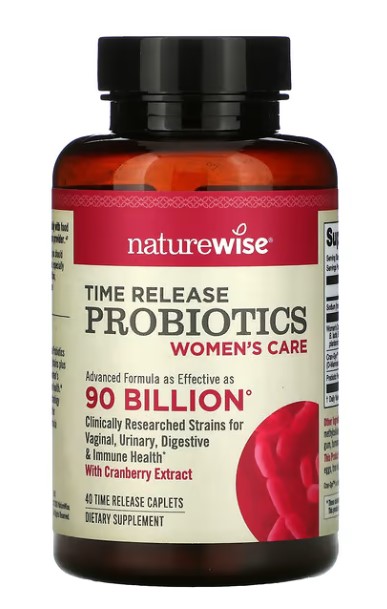 naturewise®
TIME RELEASE
PROBIOTICS
WOMEN'S CARE
Advanced Formula as Effective as
90 BILLION°
Clinically Researched Strains for
Vaginal, Urinary, Digestive
& Immune Health*
With Cranberry Extract
40 TIME RELEASE CAPLETS
DIETARY SUPPLEMENT